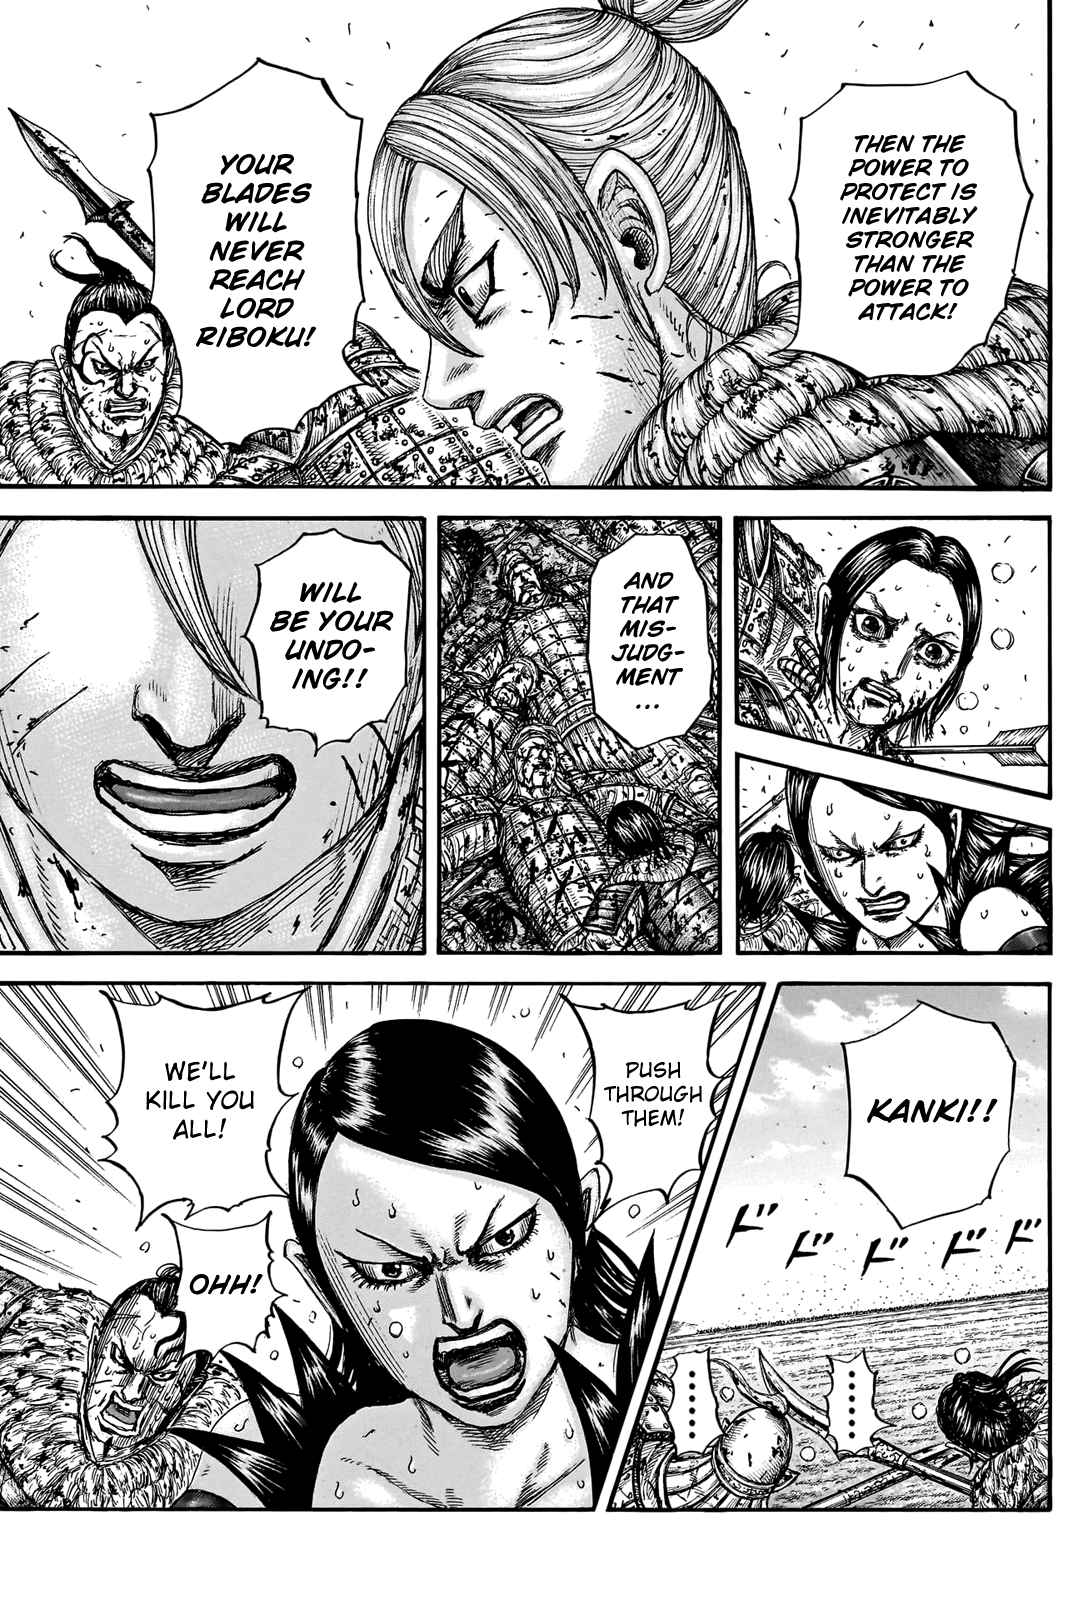 THEN THE
POWER TO
PROTECT IS
INEVITABLY
STRONGER
THAN THE
POWER TO
ATTACK!
YOUR
BLADES
WILL
NEVER
REACH
LORD
RIBOKU!
AND
THAT
MIS-
JUDG-
MENT
...
WILL
BE YOUR
UNDO-
ING!!
KANKI!!
ド ド ド ド ド
......
......
PUSH
THROUGH
THEM!
WE'LL
KILL YOU
ALL!
OHH!